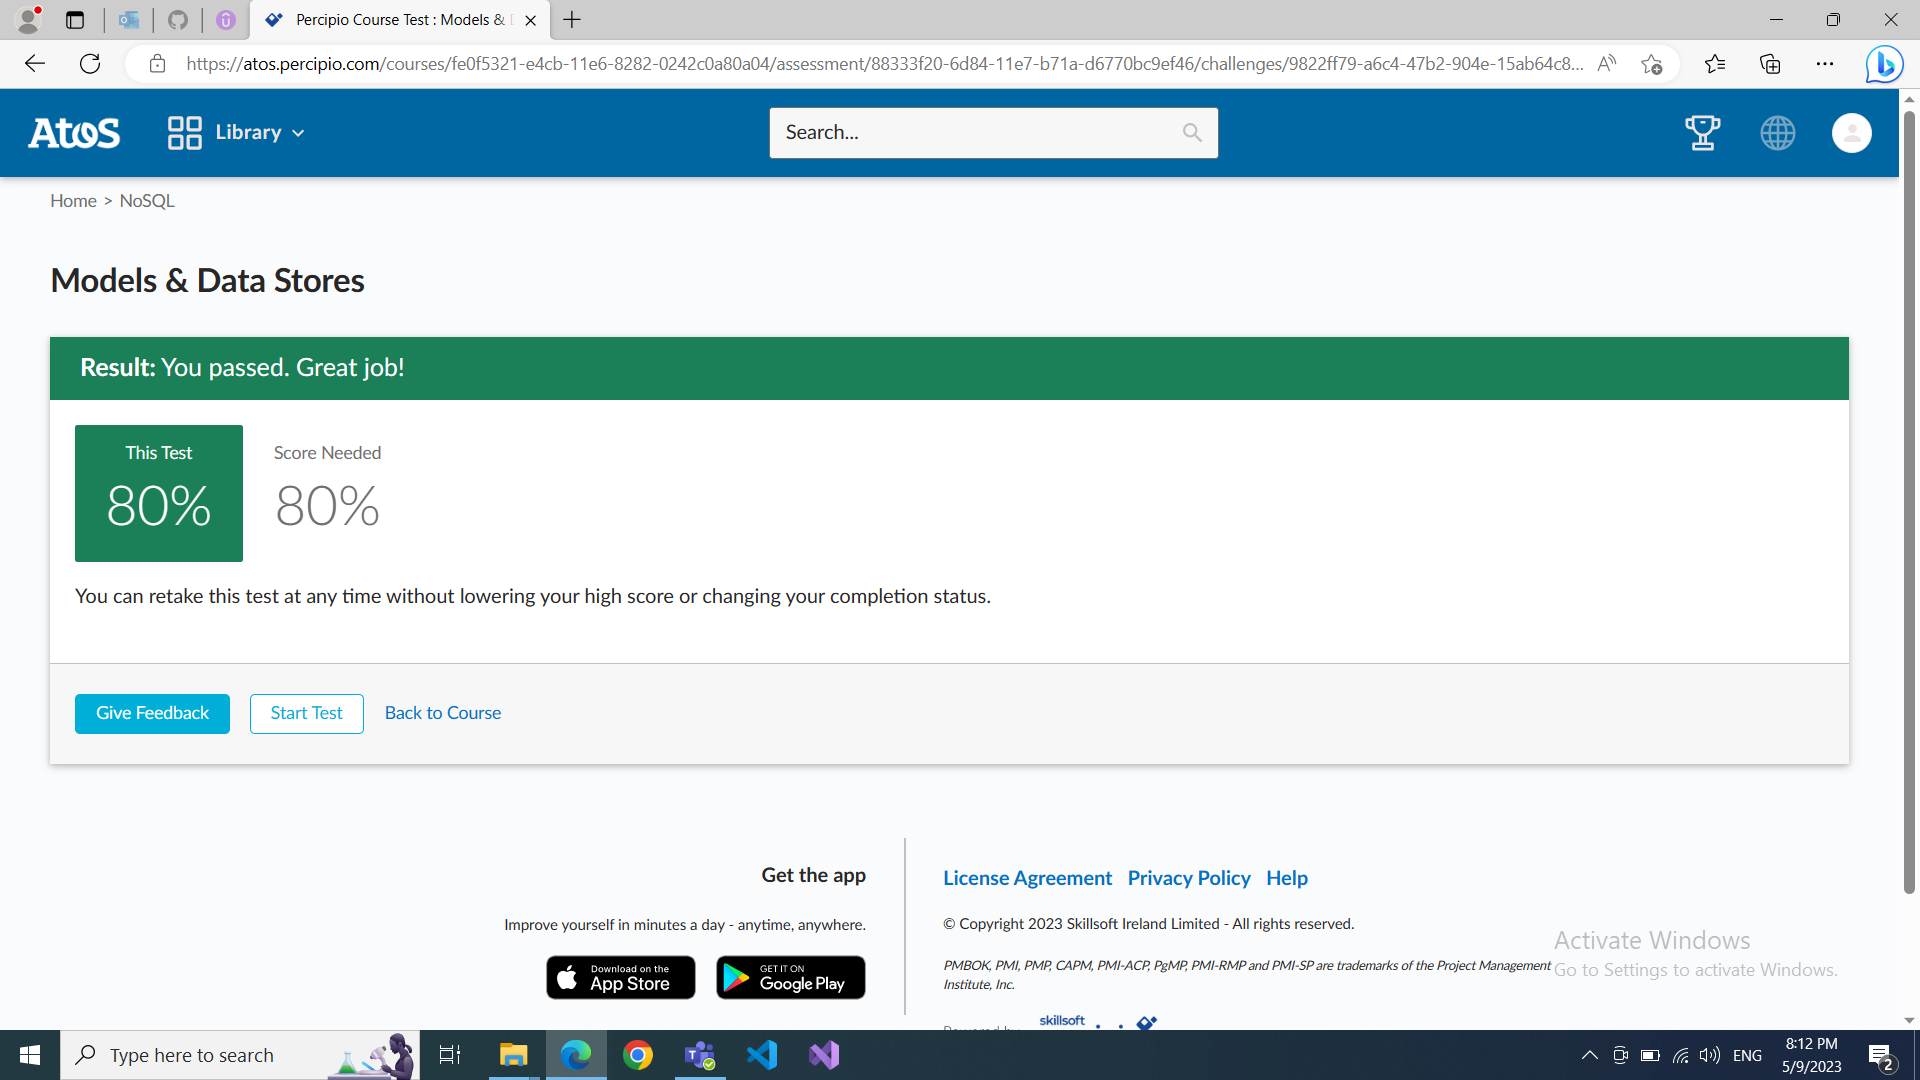 Percipio Course Test : Models &
https://atos.percipio.com/courses/fe0f5321-e4cb-11e6-8282-0242c0a80a04/assessment/88333f20-6d84-11e7-b71a-d6770bc9ef46/challenges/9822ff79-a6c4-47b2-904e-15ab64c8...
Atos
Library
Search...
Home > NoSQL
Models & Data Stores
Result: You passed. Great job!
This Test
Score Needed
80%
80%
You can retake this test at any time without lowering your high score or changing your completion status.
Give Feedback
Start Test
Back to Course
Get the app
Improve yourself in minutes a day - anytime, anywhere.
Download on the
App Store
GET IT ON
Google Play
License Agreement Privacy Policy Help
© Copyright 2023 Skillsoft Ireland Limited - All rights reserved.
PMBOK, PMI, PMP, CAPM, PMI-ACP, PgMP, PMI-RMP and PMI-SP are trademarks of the Project Management
Institute, Inc.
Activate Windows
Go to Settings to activate Windows.
Powered by
skillsoft
Type here to search
ENG
8:12 PM
5/9/2023
2